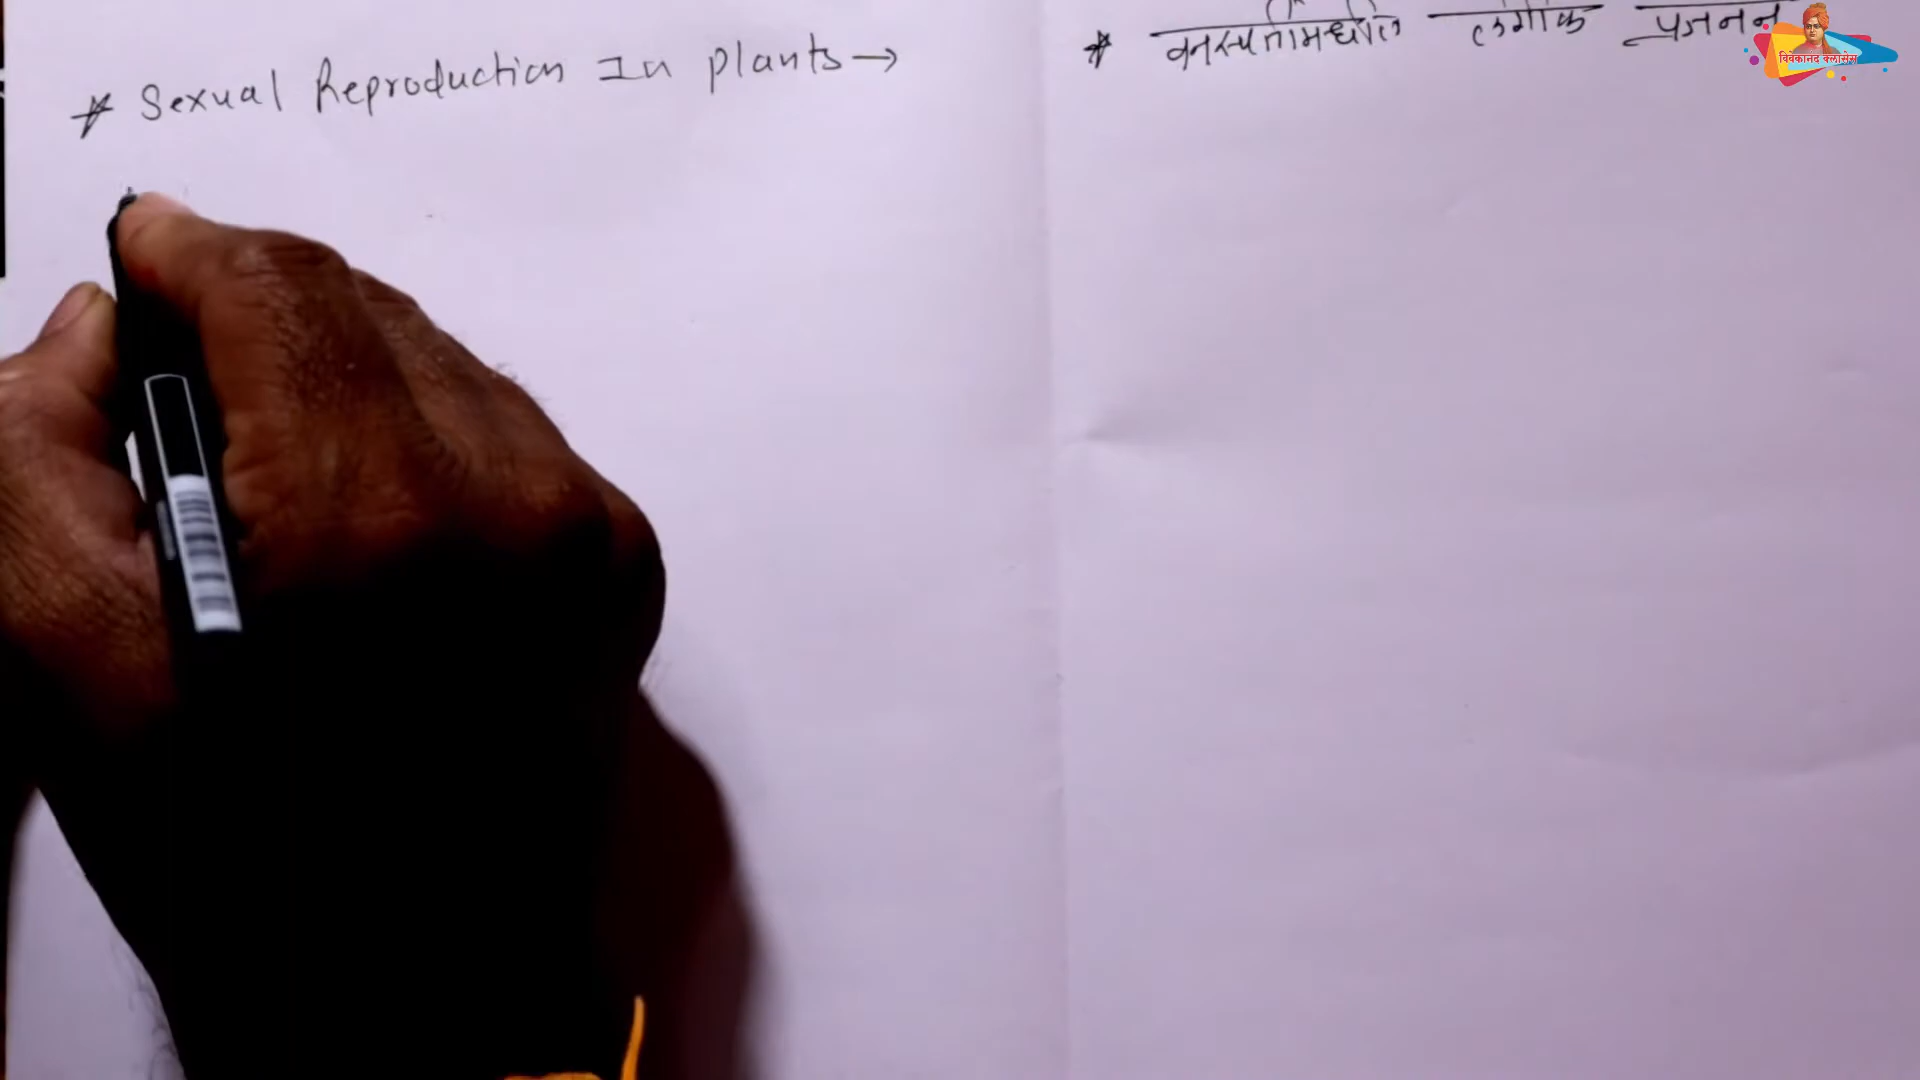 * Sexual Reproduction In plants →
* वनस्पतीमधील लैंगीक प्रजनन
विवेकानंद क्लासेस